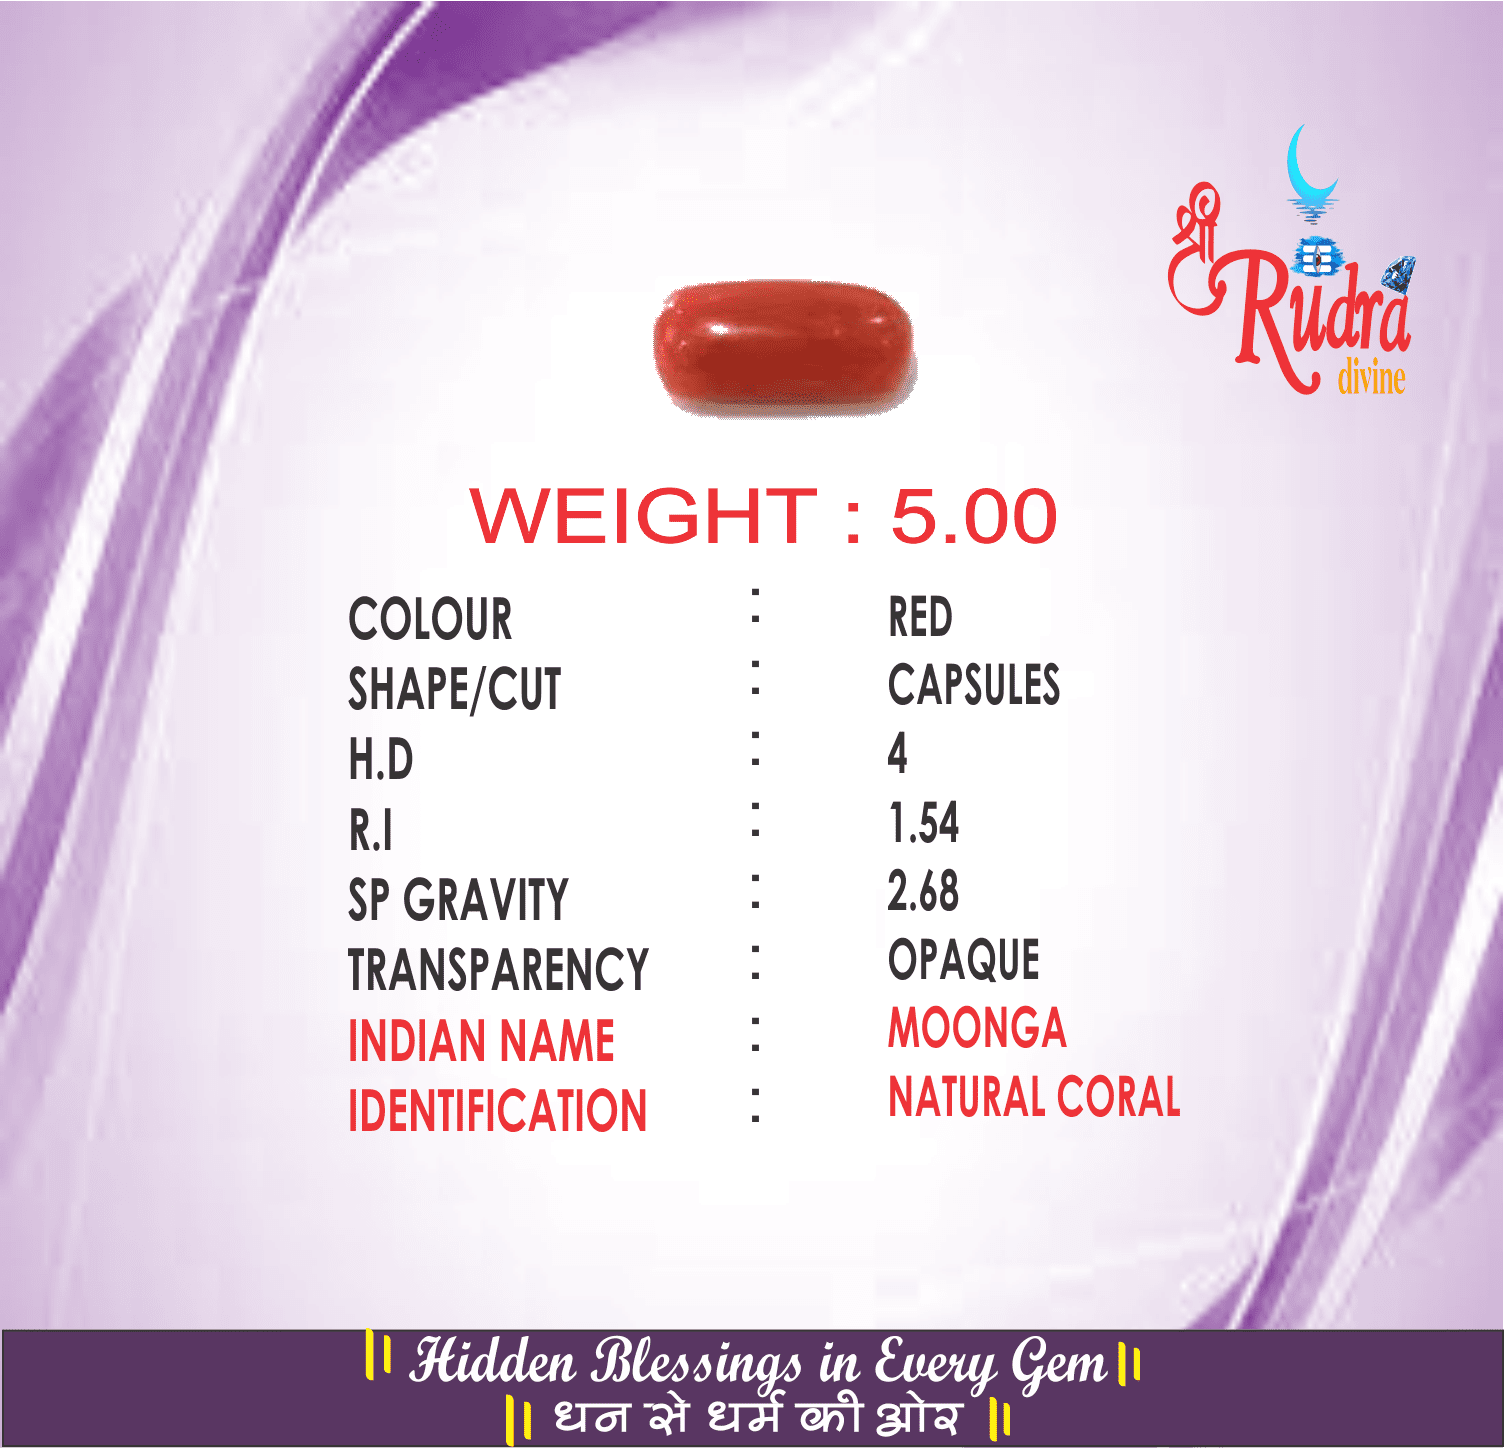 श्री
Rudra
divine
WEIGHT : 5.00
COLOUR : RED
SHAPE/CUT : CAPSULES
H.D : 4
R.I : 1.54
SP GRAVITY : 2.68
TRANSPARENCY : OPAQUE
INDIAN NAME : MOONGA
IDENTIFICATION : NATURAL CORAL
|| Hidden Blessings in Every Gem ||
|| धन से धर्म की ओर ||